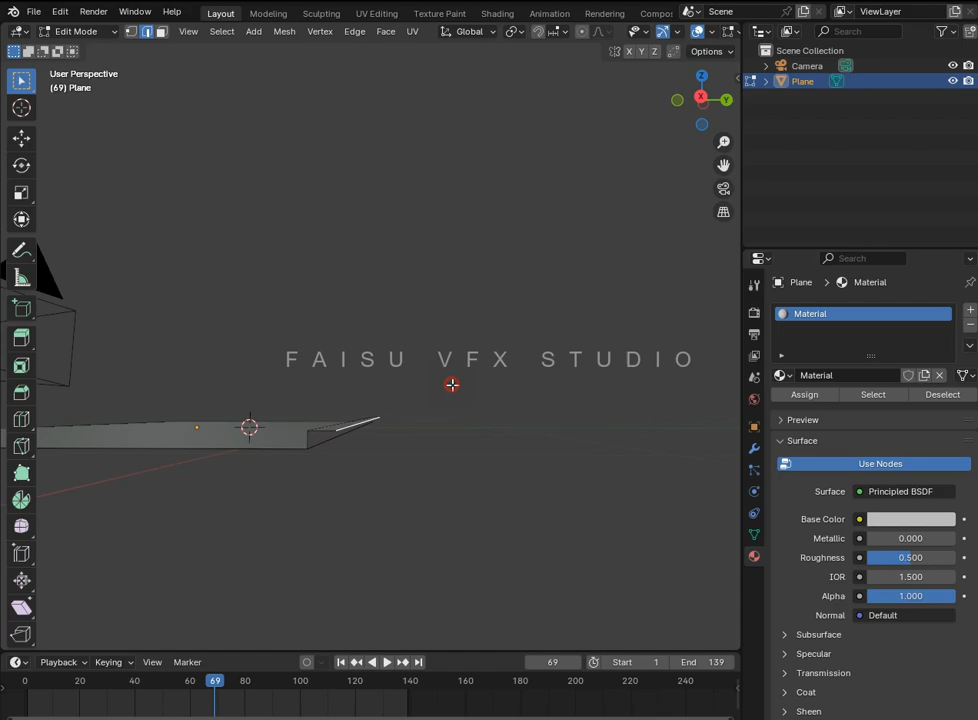 File Edit Render Window Help Layout Modeling Sculpting UV Editing Texture Paint Shading Animation Rendering Compos Scene ViewLayer
Edit Mode View Select Add Mesh Vertex Edge Face UV Global Search
X Y Z Options
Scene Collection
Camera
Plane
User Perspective
(69) Plane
Z
X Y
Search
Plane Material
Material
FAISU VFX STUDIO
Material
Assign Select Deselect
Preview
Surface
Use Nodes
Surface Principled BSDF
Base Color
Metallic 0.000
Roughness 0.500
IOR 1.500
Alpha 1.000
Normal Default
Subsurface
Specular
Transmission
Coat
Sheen
Playback Keying View Marker 69 Start 1 End 139
0 20 40 60 69 80 100 120 140 160 180 200 220 240